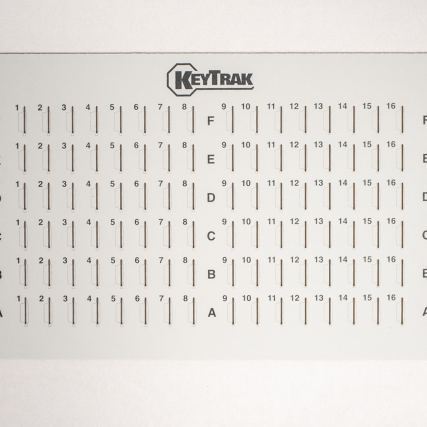 KEYTRAK
1 2 3 4 5 6 7 8 F 9 10 11 12 13 14 15 16 F
1 2 3 4 5 6 7 8 E 9 10 11 12 13 14 15 16 E
1 2 3 4 5 6 7 8 D 9 10 11 12 13 14 15 16 D
C 1 2 3 4 5 6 7 8 C 9 10 11 12 13 14 15 16 C
B 1 2 3 4 5 6 7 8 B 9 10 11 12 13 14 15 16 B
A 1 2 3 4 5 6 7 8 A 9 10 11 12 13 14 15 16 A